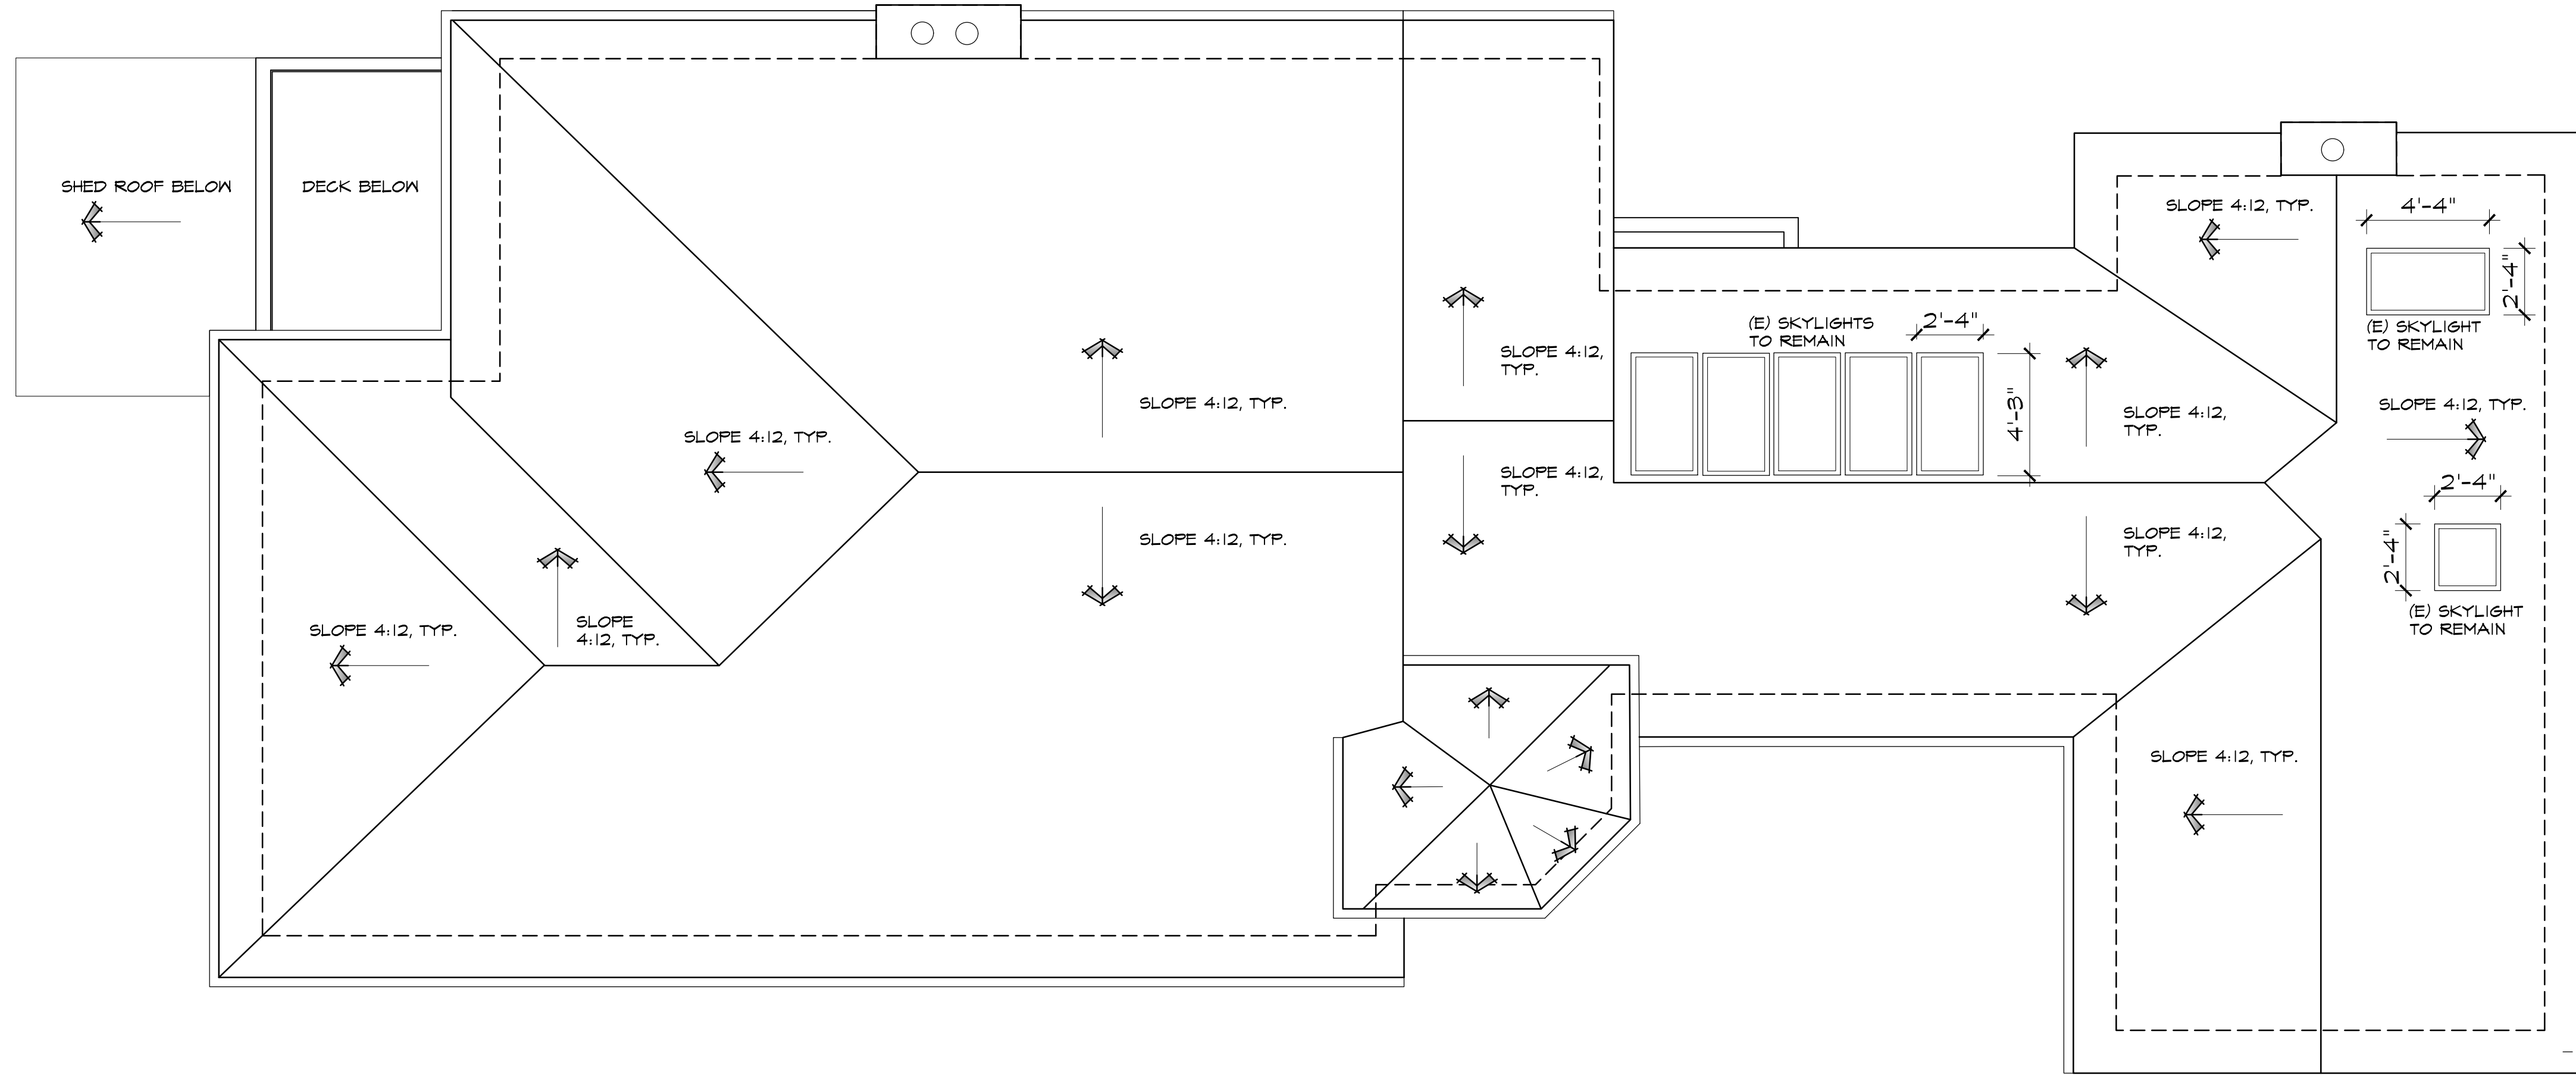 SHED ROOF BELOW
DECK BELOW
SLOPE 4:12, TYP.
4'-4"
2'-4"
(E) SKYLIGHT
TO REMAIN
(E) SKYLIGHTS
TO REMAIN
2'-4"
4'-3"
SLOPE 4:12,
TYP.
SLOPE 4:12, TYP.
SLOPE 4:12, TYP.
SLOPE 4:12,
TYP.
SLOPE 4:12, TYP.
SLOPE 4:12,
TYP.
2'-4"
2'-4"
(E) SKYLIGHT
TO REMAIN
SLOPE 4:12, TYP.
SLOPE 4:12,
TYP.
SLOPE 4:12, TYP.
SLOPE
4:12, TYP.
SLOPE 4:12, TYP.